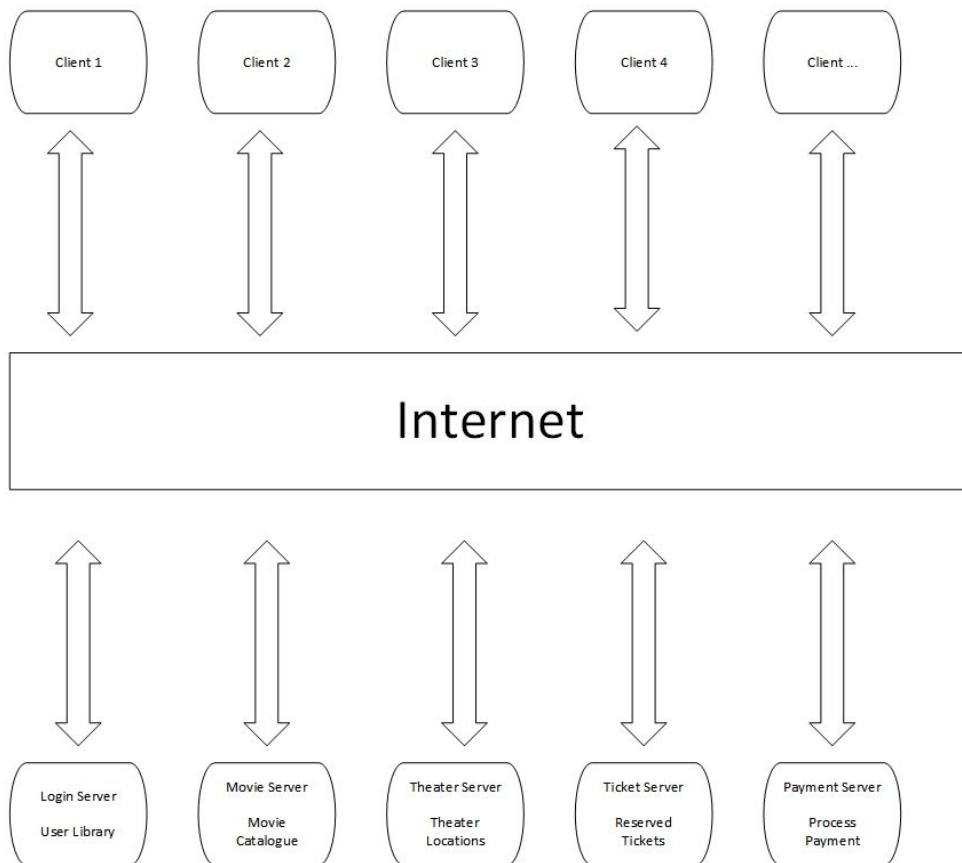 Client 1
Client 2
Client 3
Client 4
Client ...
Internet
Login Server
User Library
Movie Server
Movie
Catalogue
Theater Server
Theater
Locations
Ticket Server
Reserved
Tickets
Payment Server
Process
Payment